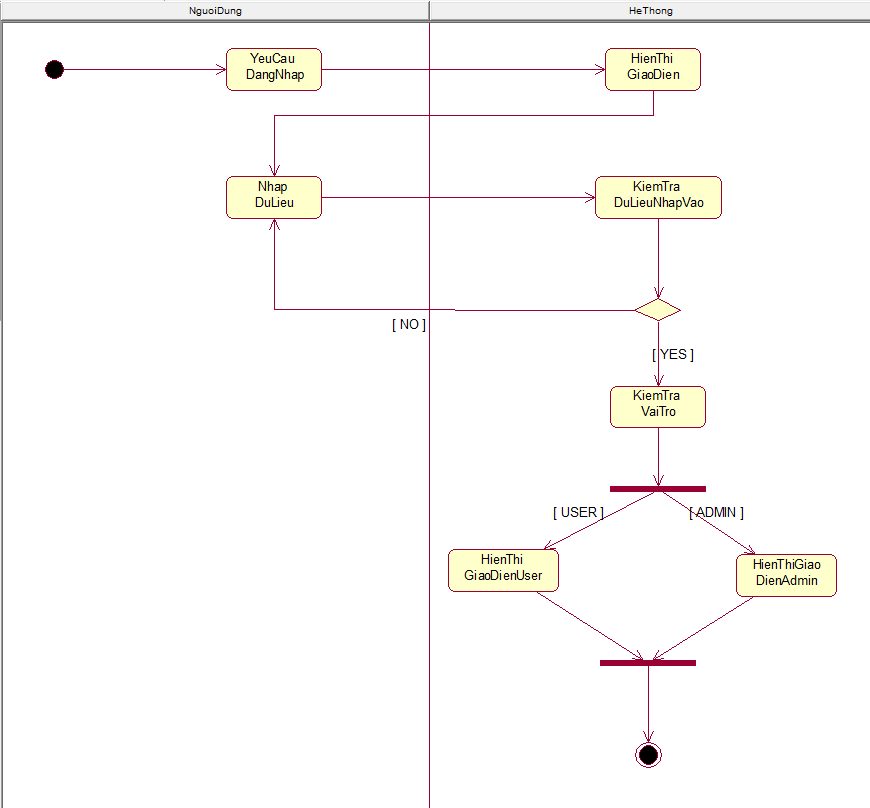 NguoiDung
HeThong
YeuCau
DangNhap
HienThi
GiaoDien
Nhap
DuLieu
KiemTra
DuLieuNhapVao
[ NO ]
[ YES ]
KiemTra
VaiTro
[ USER ]
[ ADMIN ]
HienThi
GiaoDienUser
HienThiGiao
DienAdmin